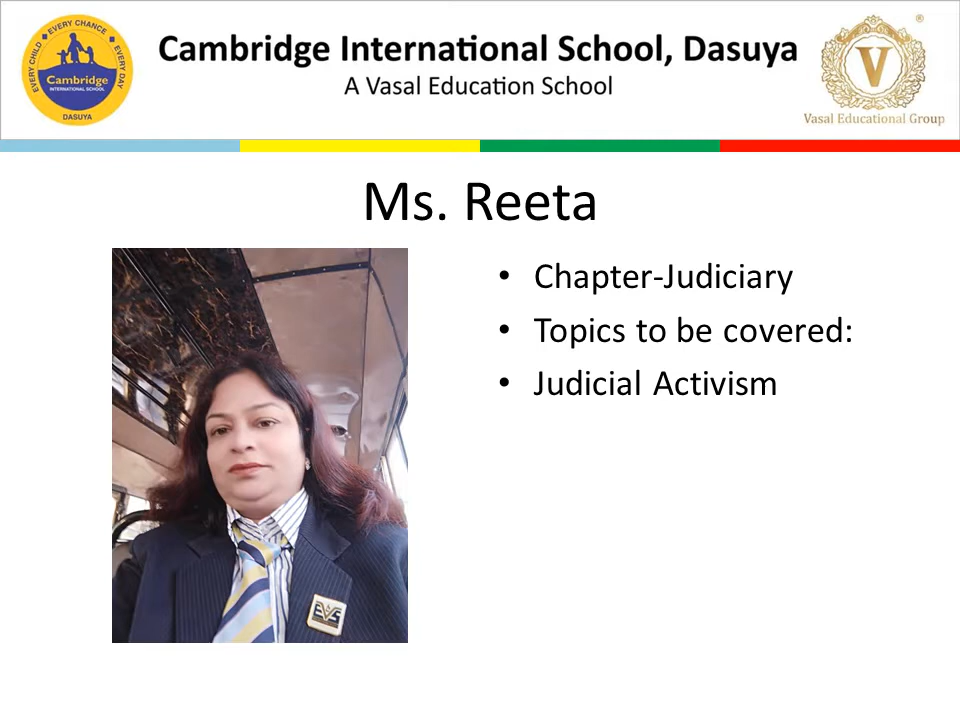 EVERY CHILD • EVERY CHANCE • EVERY DAY
Cambridge
INTERNATIONAL SCHOOL
DASUYA
Cambridge International School, Dasuya
A Vasal Education School
V
®
Vasal Educational Group
Ms. Reeta
• Chapter-Judiciary
• Topics to be covered:
• Judicial Activism